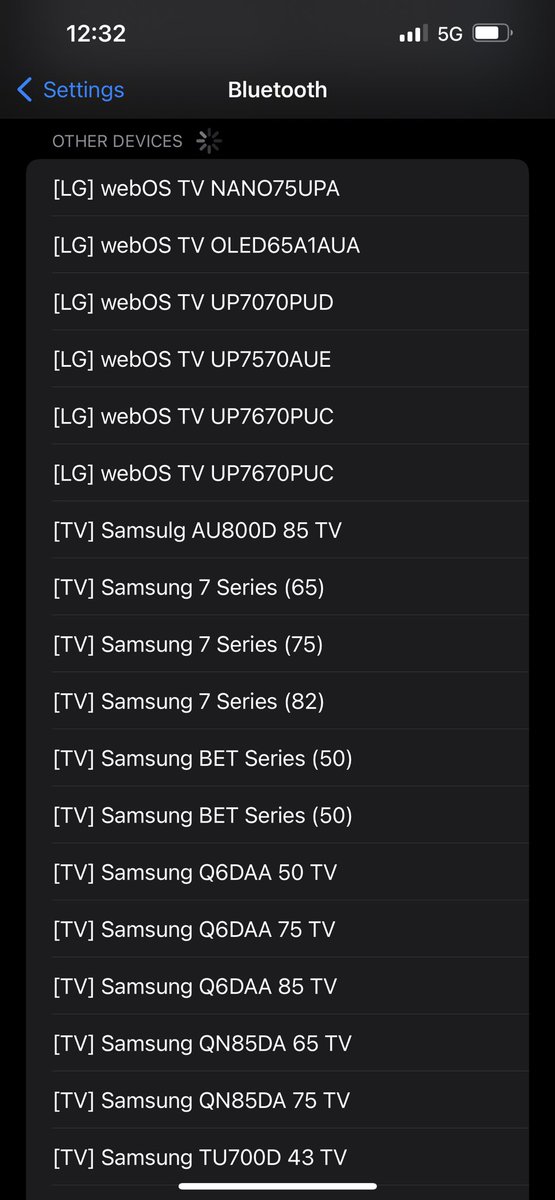 12:32
5G
Settings
Bluetooth
OTHER DEVICES
[LG] webOS TV NANO75UPA
[LG] webOS TV OLED65A1AUA
[LG] webOS TV UP7070PUD
[LG] webOS TV UP7570AUE
[LG] webOS TV UP7670PUC
[LG] webOS TV UP7670PUC
[TV] Samsulg AU800D 85 TV
[TV] Samsung 7 Series (65)
[TV] Samsung 7 Series (75)
[TV] Samsung 7 Series (82)
[TV] Samsung BET Series (50)
[TV] Samsung BET Series (50)
[TV] Samsung Q6DAA 50 TV
[TV] Samsung Q6DAA 75 TV
[TV] Samsung Q6DAA 85 TV
[TV] Samsung QN85DA 65 TV
[TV] Samsung QN85DA 75 TV
[TV] Samsung TU700D 43 TV